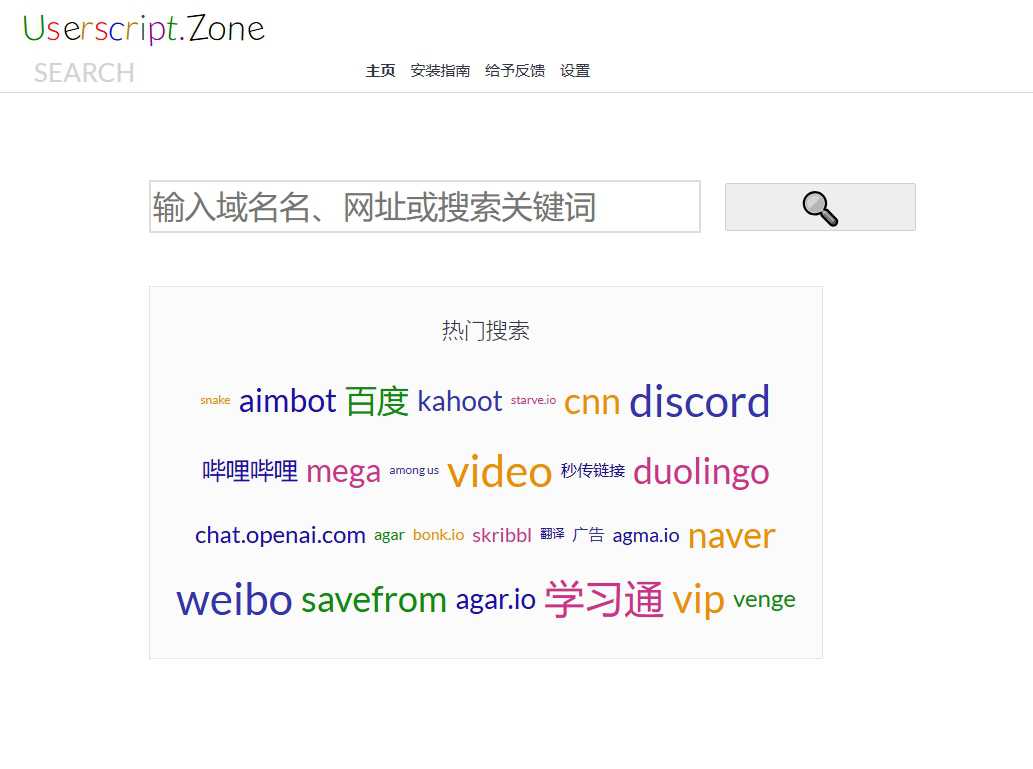 Userscript.Zone
SEARCH
主页 安装指南 给予反馈 设置
输入域名名、网址或搜索关键词
热门搜索
snake aimbot 百度 kahoot starve.io cnn discord
哔哩哔哩 mega among us video 秒传链接 duolingo
chat.openai.com agar bonk.io skribbl 翻译 广告 agma.io naver
weibo savefrom agar.io 学习通 vip venge